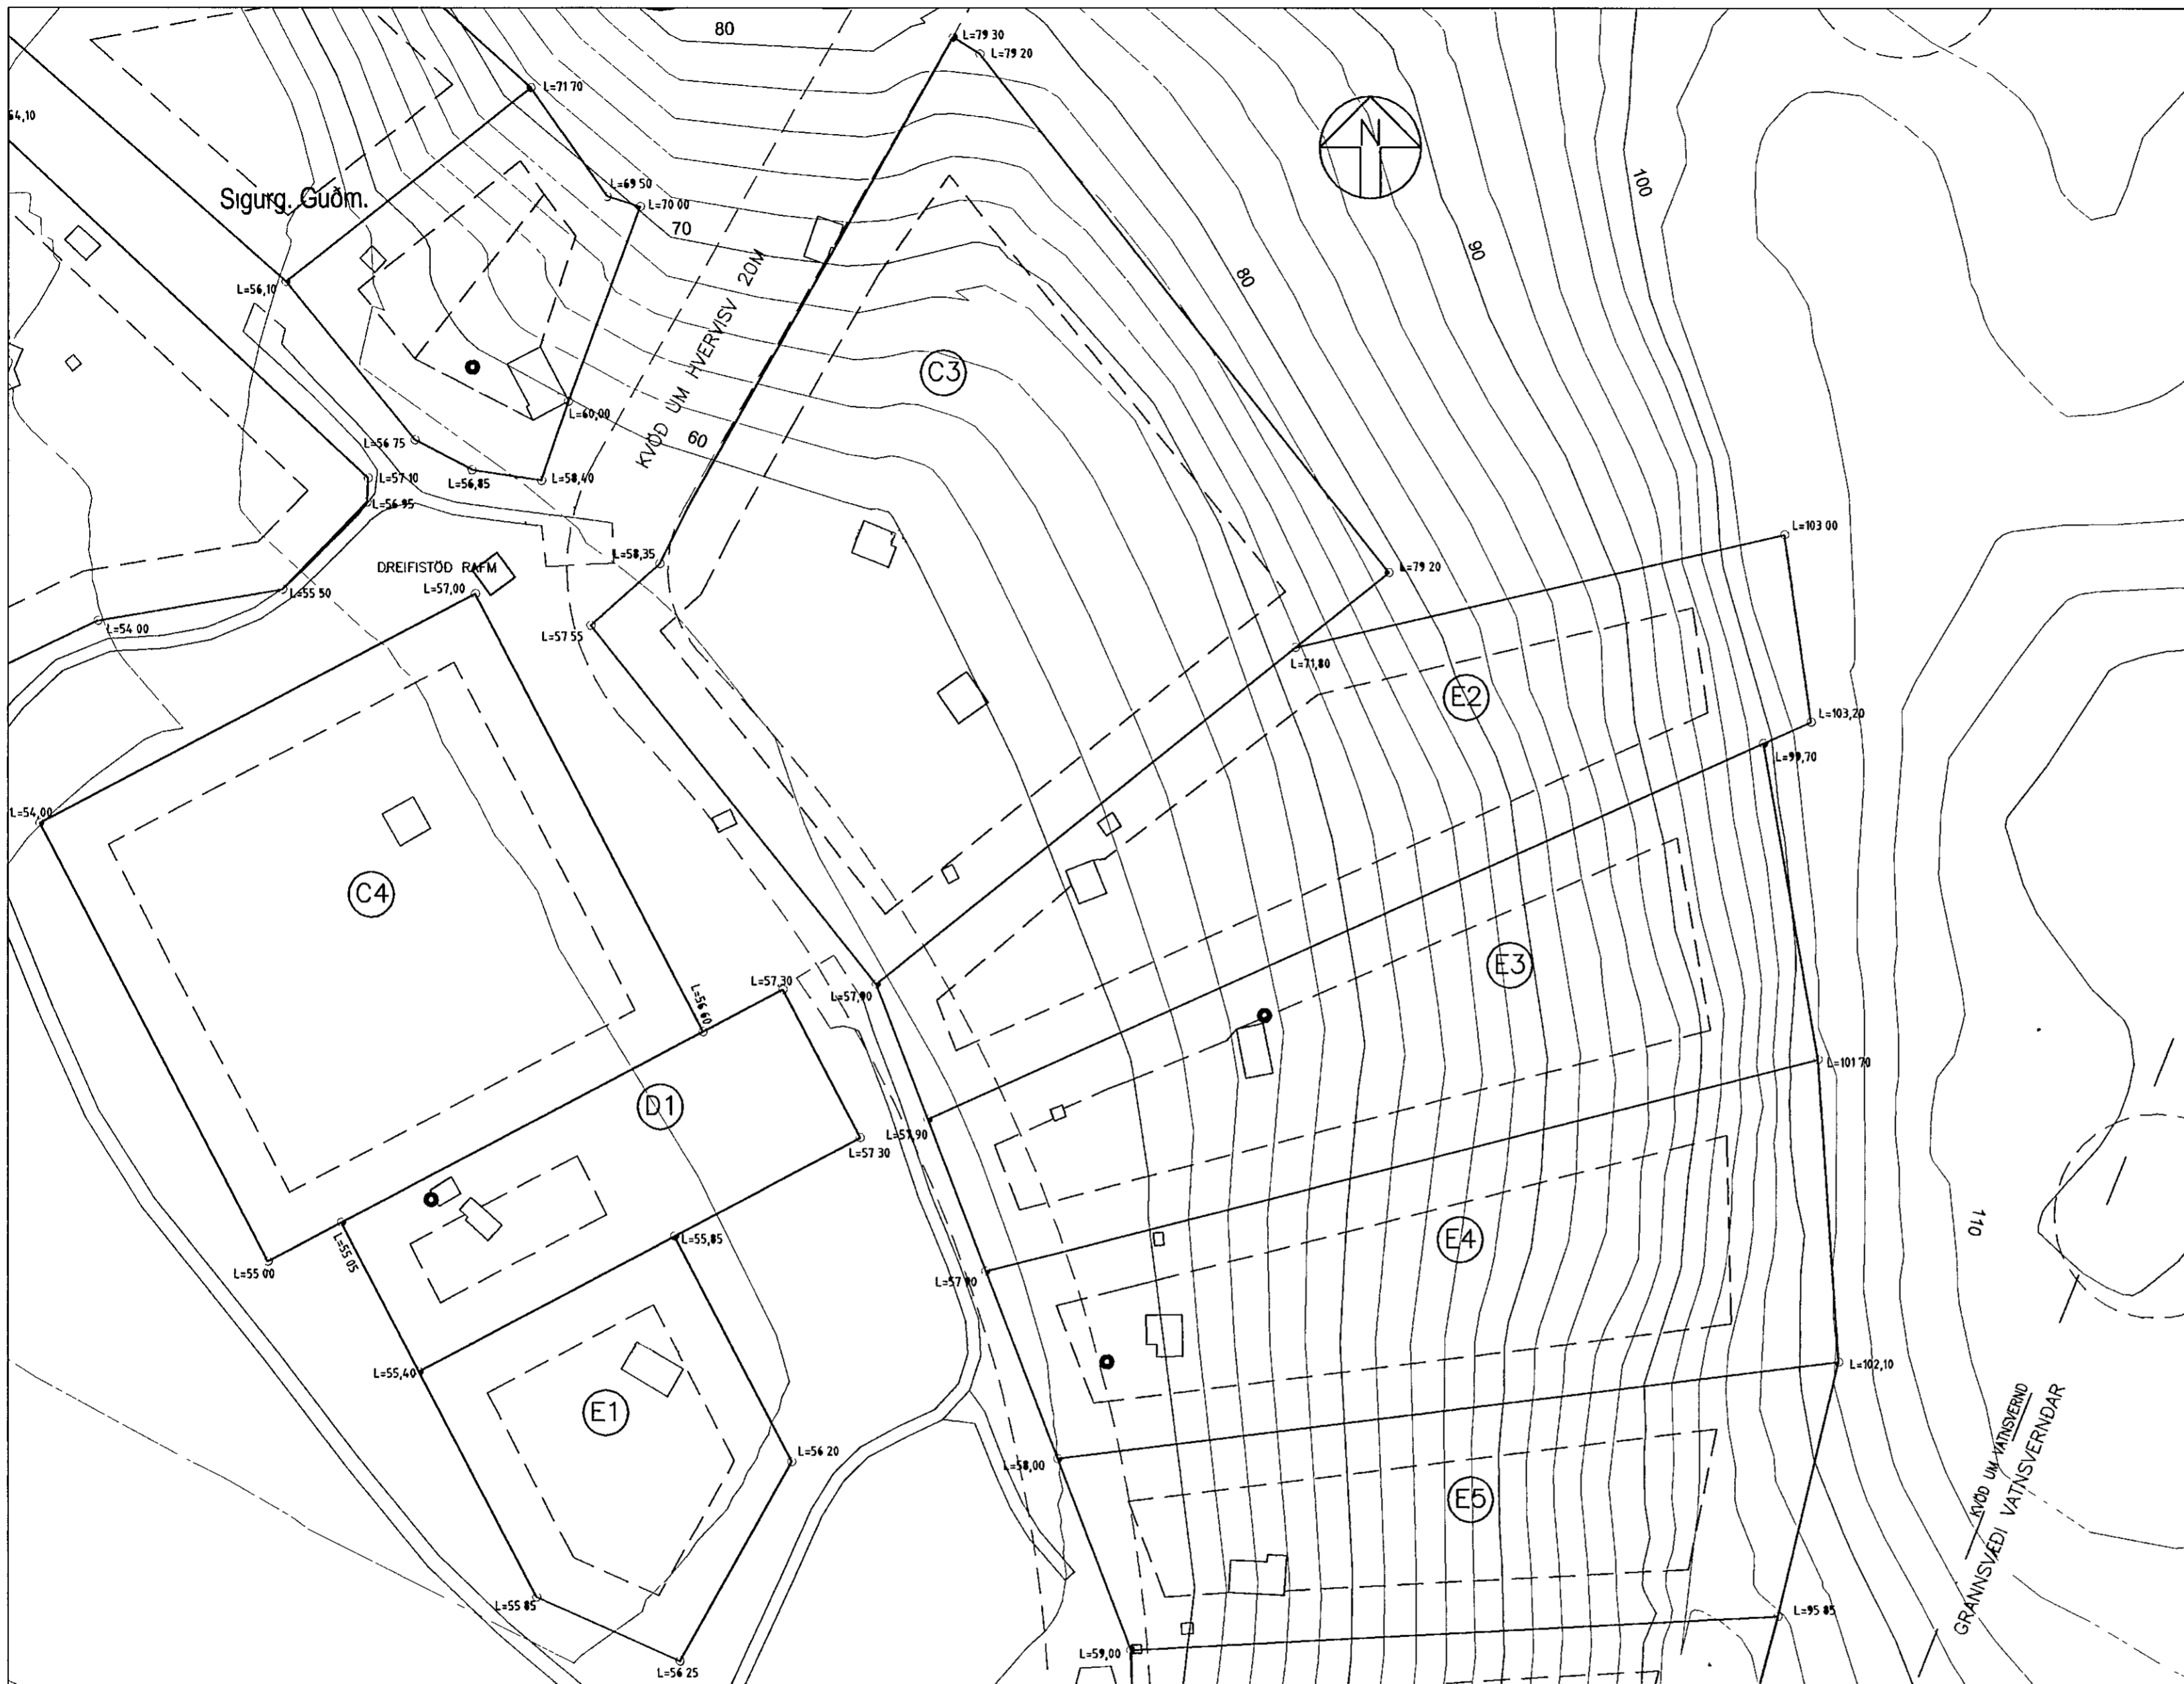 80
L=79 30
L=79 20
L=71 70
64,10
N
100
Sigurg. Guðm.
L=69 50
L=70 00
70
90
80
L=56,10
KVÖÐ UM HVERVISV 20M
C3
L=60,00
60
L=56 75
L=56,85
L=58,40
L=57 10
L=56 95
L=103 00
L=58,35
DREIFISTÖÐ RAFM
L=57,00
L=79 20
L=55 50
L=54 00
L=57 55
L=71,80
E2
L=103,20
L=99,70
L=54,00
C4
E3
L=57,30
L=57,90
L=56 60
L=101 70
D1
L=57,90
L=57 30
110
L=55,85
E4
L=55 05
L=55 00
L=57 90
L=55,40
L=102,10
E1
L=56 20
L=58,00
E5
KVÖÐ UM VATNSVERND
GRANNSVÆÐI VATNSVERNDAR
L=55 85
L=95 85
L=59,00
L=56 25